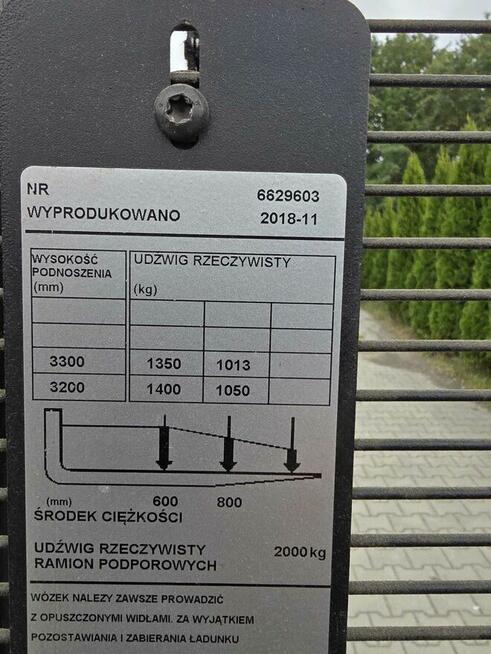 NR 6629603
WYPRODUKOWANO 2018-11
WYSOKOŚĆ UDŹWIG RZECZYWISTY
PODNOSZENIA
(mm) (kg)
3300 1350 1013
3200 1400 1050
(mm) 600 800
ŚRODEK CIĘŻKOŚCI
UDŹWIG RZECZYWISTY 2000kg
RAMION PODPOROWYCH
WÓZEK NALEŻY ZAWSZE PROWADZIĆ
Z OPUSZCZONYMI WIDŁAMI. ZA WYJĄTKIEM
POZOSTAWIANIA I ZABIERANIA ŁADUNKU